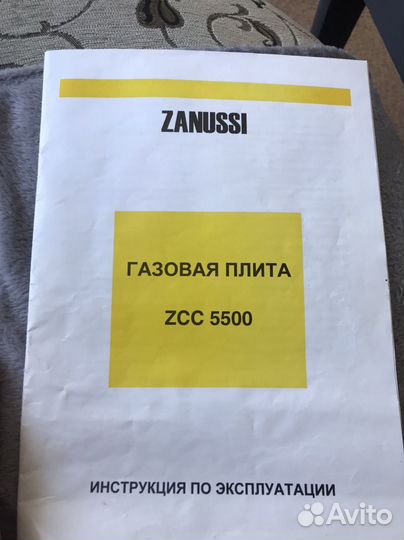 ZANUSSI
ГАЗОВАЯ ПЛИТА
ZCC 5500
ИНСТРУКЦИЯ ПО ЭКСПЛУАТАЦИИ
Avito